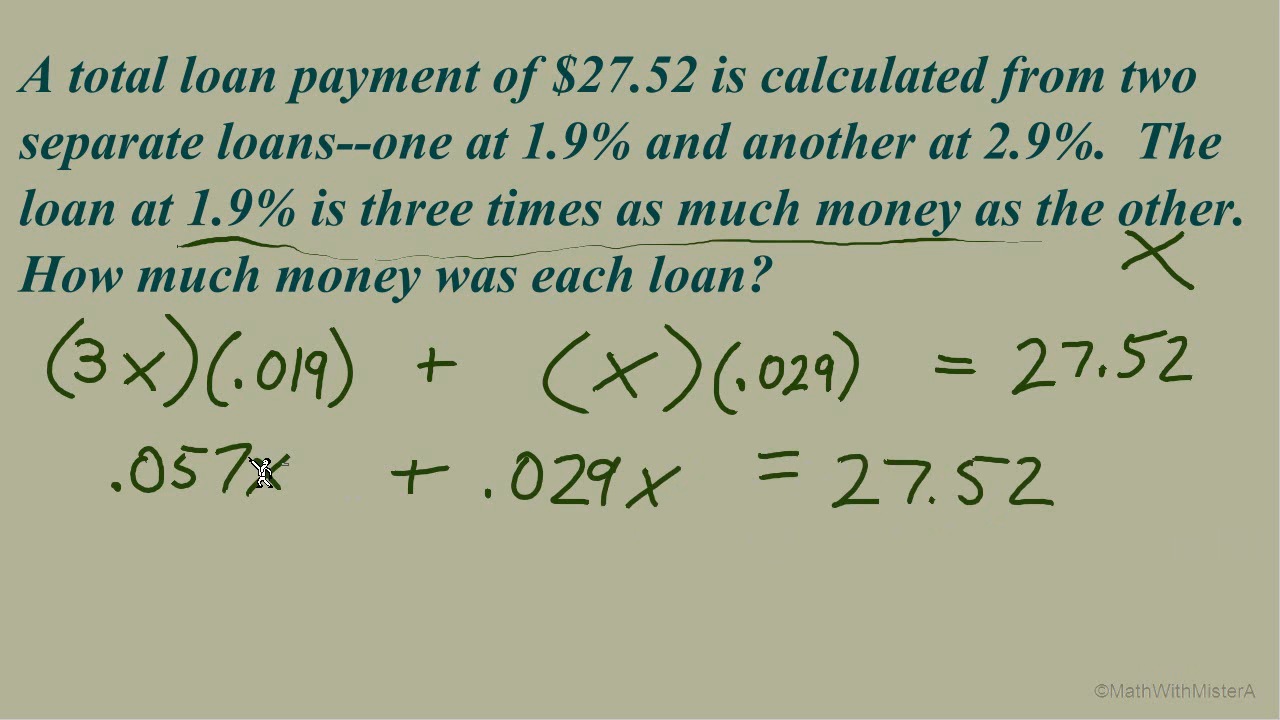 A total loan payment of $27.52 is calculated from two
separate loans--one at 1.9% and another at 2.9%.  The
loan at 1.9% is three times as much money as the other.
x
How much money was each loan?
(3x)(.019) + (x)(.029) = 27.52
.057x + .029x = 27.52
©MathWithMisterA